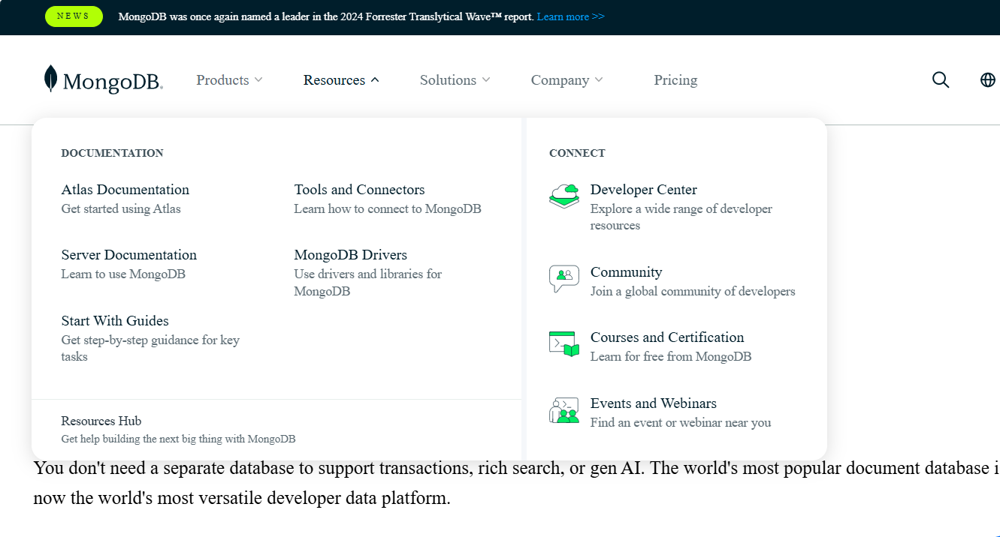 NEWS
MongoDB was once again named a leader in the 2024 Forrester Translytical Wave™ report. Learn more >>
MongoDB®
Products
Resources
Solutions
Company
Pricing
DOCUMENTATION
Atlas Documentation
Get started using Atlas
Server Documentation
Learn to use MongoDB
Start With Guides
Get step-by-step guidance for key
tasks
Tools and Connectors
Learn how to connect to MongoDB
MongoDB Drivers
Use drivers and libraries for
MongoDB
Resources Hub
Get help building the next big thing with MongoDB
CONNECT
Developer Center
Explore a wide range of developer
resources
Community
Join a global community of developers
Courses and Certification
Learn for free from MongoDB
Events and Webinars
Find an event or webinar near you
You don't need a separate database to support transactions, rich search, or gen AI. The world's most popular document database i
now the world's most versatile developer data platform.